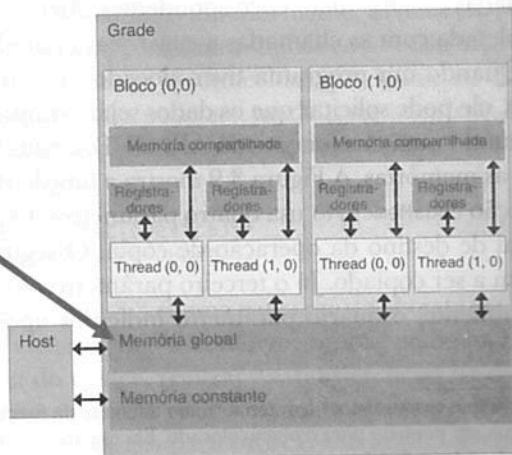 Grade
Bloco (0,0)
Bloco (1,0)
Memória compartilhada
Memória compartilhada
Registra-
dores
Registra-
dores
Registra-
dores
Registra-
dores
Thread (0, 0)
Thread (1, 0)
Thread (0, 0)
Thread (1, 0)
Host
Memória global
Memória constante